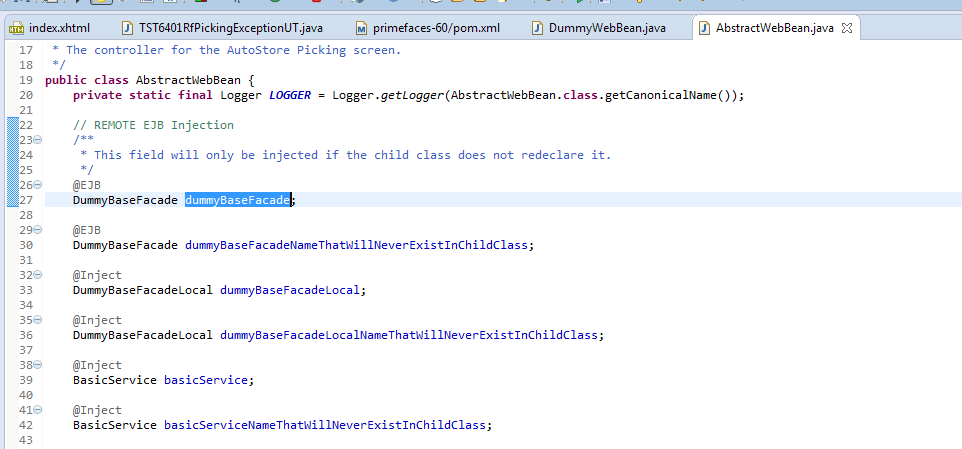 index.xhtml TST6401RfPickingExceptionUT.java primefaces-60/pom.xml DummyWebBean.java AbstractWebBean.java
17 * The controller for the AutoStore Picking screen.
18 */
19 public class AbstractWebBean {
20 private static final Logger LOGGER = Logger.getLogger(AbstractWebBean.class.getCanonicalName());
21
22 // REMOTE EJB Injection
23 /**
24 * This field will only be injected if the child class does not redeclare it.
25 */
26 @EJB
27 DummyBaseFacade dummyBaseFacade;
28
29 @EJB
30 DummyBaseFacade dummyBaseFacadeNameThatWillNeverExistInChildClass;
31
32 @Inject
33 DummyBaseFacadeLocal dummyBaseFacadeLocal;
34
35 @Inject
36 DummyBaseFacadeLocal dummyBaseFacadeLocalNameThatWillNeverExistInChildClass;
37
38 @Inject
39 BasicService basicService;
40
41 @Inject
42 BasicService basicServiceNameThatWillNeverExistInChildClass;
43